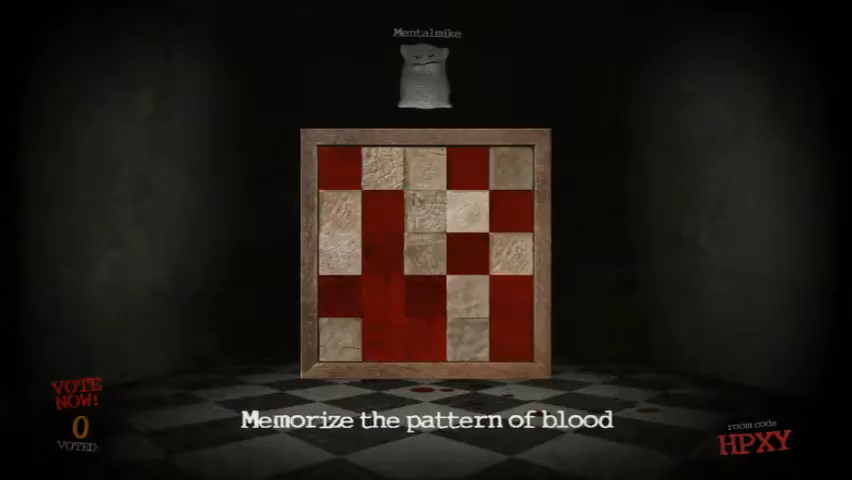 Mentalmike
Memorize the pattern of blood
VOTE
NOW!
0
VOTED
room code
HPXY